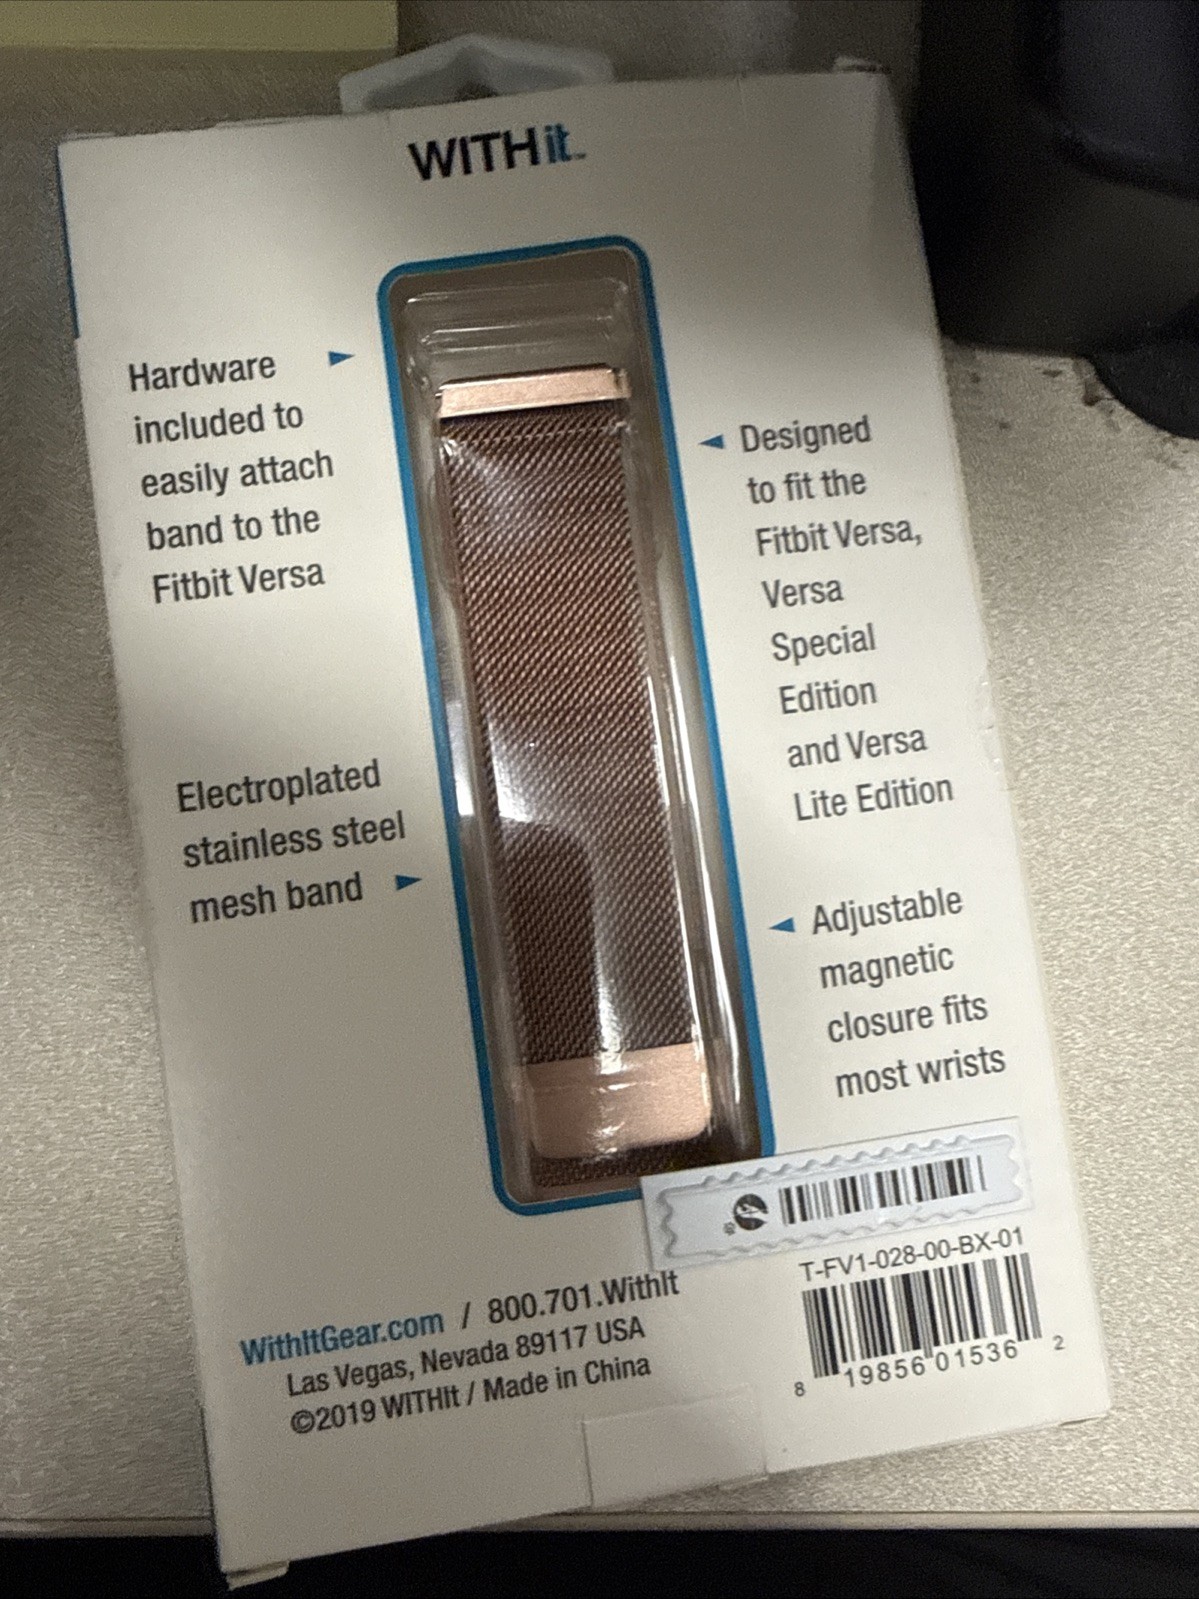 WITHit™
Hardware
included to
easily attach
band to the
Fitbit Versa
Electroplated
stainless steel
mesh band
Designed
to fit the
Fitbit Versa,
Versa
Special
Edition
and Versa
Lite Edition
Adjustable
magnetic
closure fits
most wrists
WithItGear.com / 800.701.WithIt
Las Vegas, Nevada 89117 USA
©2019 WITHIt / Made in China
T-FV1-028-00-BX-01
8 19856 01536 2